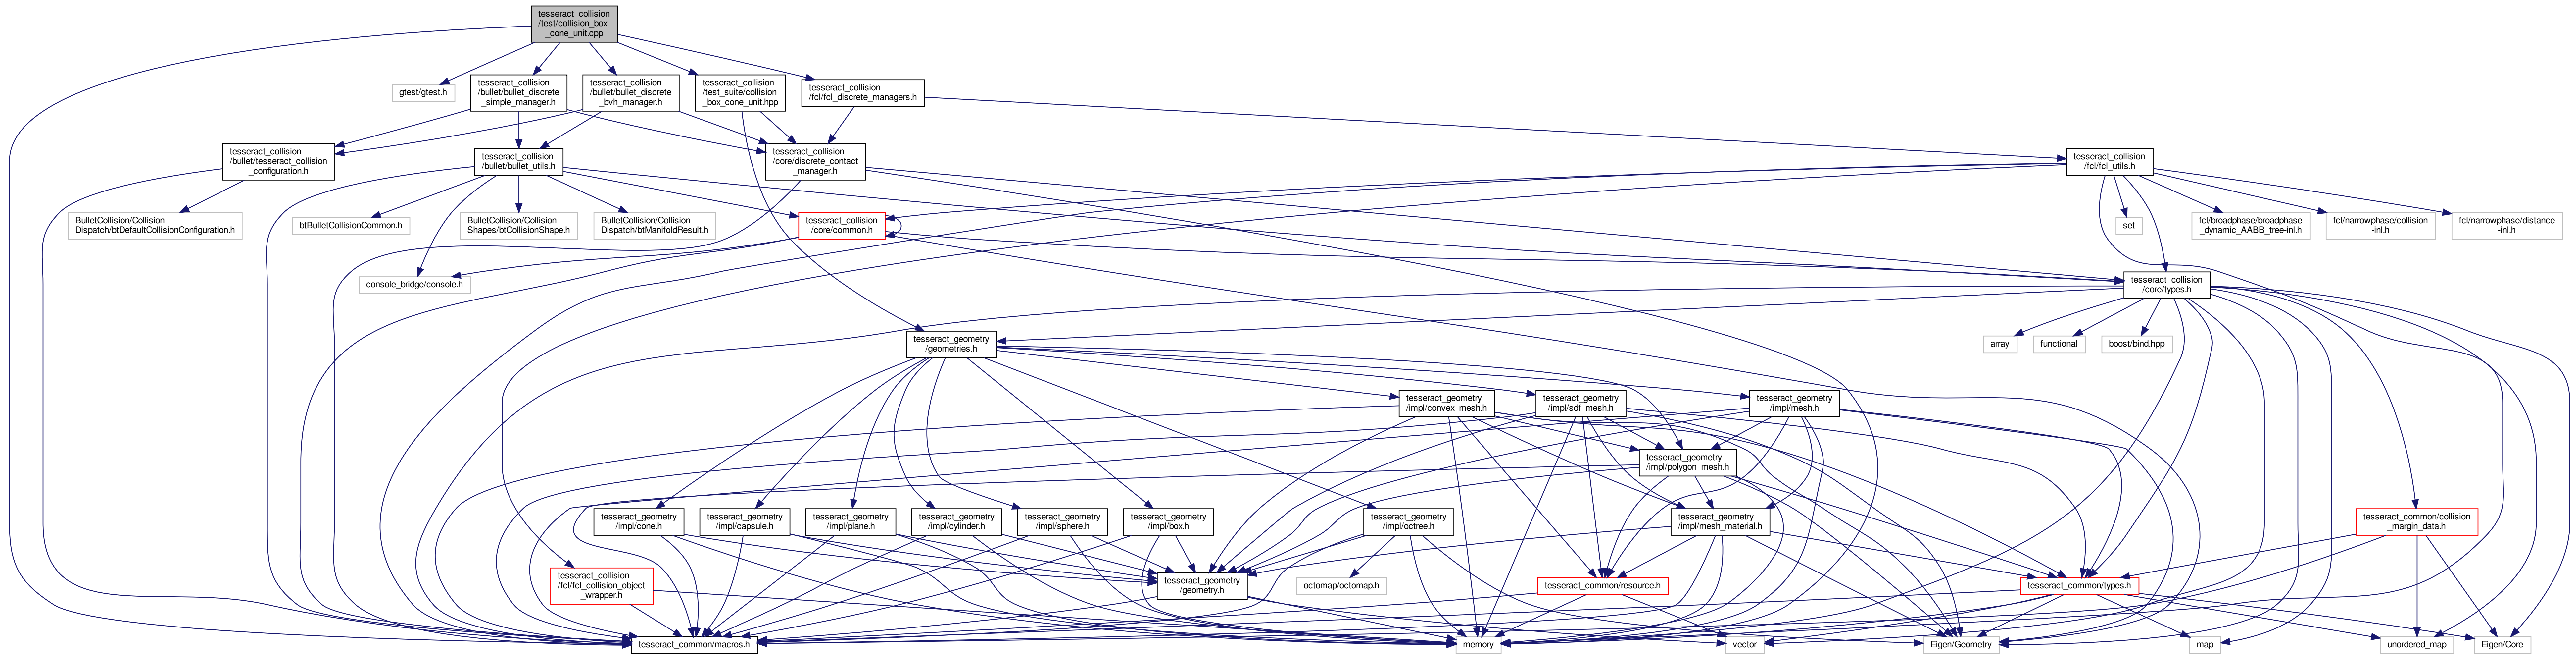 tesseract_collision
/test/collision_box
_cone_unit.cpp
gtest/gtest.h
tesseract_collision
/bullet/bullet_discrete
_simple_manager.h
tesseract_collision
/bullet/bullet_discrete
_bvh_manager.h
tesseract_collision
/test_suite/collision
_box_cone_unit.hpp
tesseract_collision
/fcl/fcl_discrete_managers.h
tesseract_collision
/bullet/tesseract_collision
_configuration.h
tesseract_collision
/bullet/bullet_utils.h
tesseract_collision
/core/discrete_contact
_manager.h
tesseract_collision
/fcl/fcl_utils.h
BulletCollision/Collision
Dispatch/btDefaultCollisionConfiguration.h
btBulletCollisionCommon.h
BulletCollision/Collision
Shapes/btCollisionShape.h
BulletCollision/Collision
Dispatch/btManifoldResult.h
tesseract_collision
/core/common.h
set
fcl/broadphase/broadphase
_dynamic_AABB_tree-inl.h
fcl/narrowphase/collision
-inl.h
fcl/narrowphase/distance
-inl.h
console_bridge/console.h
tesseract_collision
/core/types.h
tesseract_geometry
/geometries.h
array
functional
boost/bind.hpp
tesseract_geometry
/impl/convex_mesh.h
tesseract_geometry
/impl/sdf_mesh.h
tesseract_geometry
/impl/mesh.h
tesseract_geometry
/impl/polygon_mesh.h
tesseract_geometry
/impl/cone.h
tesseract_geometry
/impl/capsule.h
tesseract_geometry
/impl/plane.h
tesseract_geometry
/impl/cylinder.h
tesseract_geometry
/impl/sphere.h
tesseract_geometry
/impl/box.h
tesseract_geometry
/impl/octree.h
tesseract_geometry
/impl/mesh_material.h
tesseract_common/collision
_margin_data.h
tesseract_collision
/fcl/fcl_collision_object
_wrapper.h
tesseract_geometry
/geometry.h
octomap/octomap.h
tesseract_common/resource.h
tesseract_common/types.h
tesseract_common/macros.h
memory
vector
Eigen/Geometry
map
unordered_map
Eigen/Core